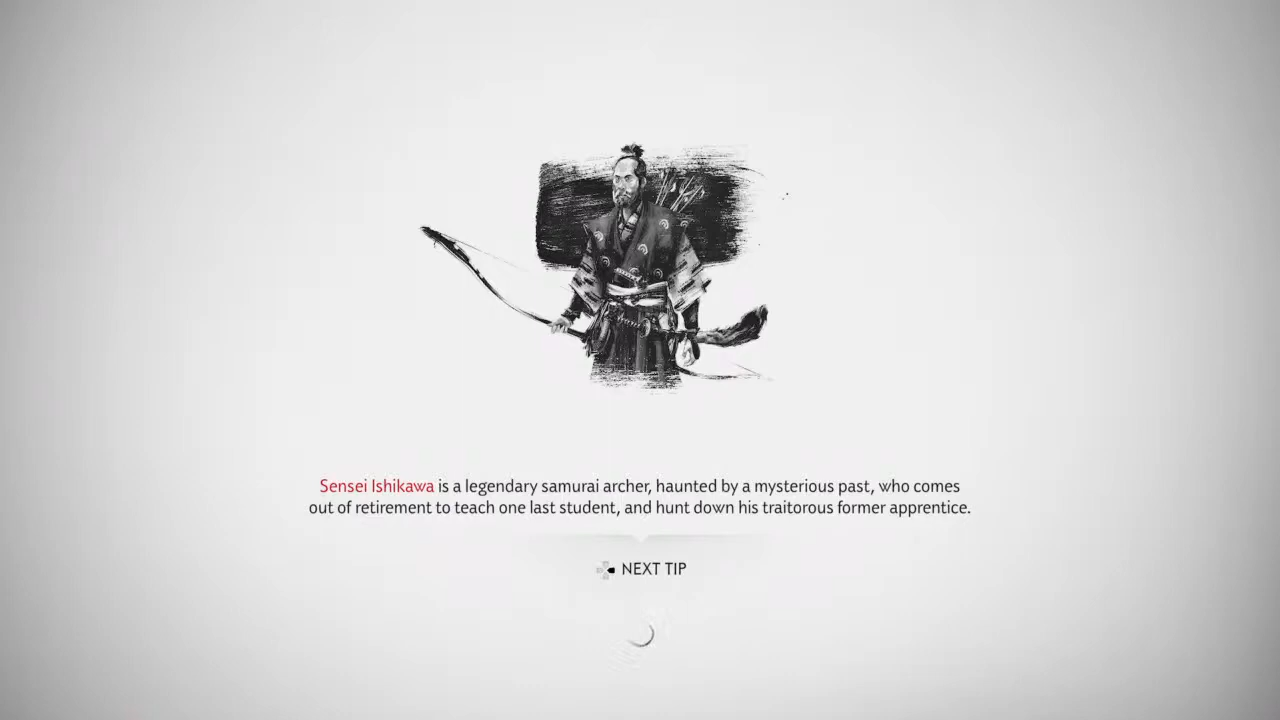 Sensei Ishikawa is a legendary samurai archer, haunted by a mysterious past, who comes
out of retirement to teach one last student, and hunt down his traitorous former apprentice.
NEXT TIP